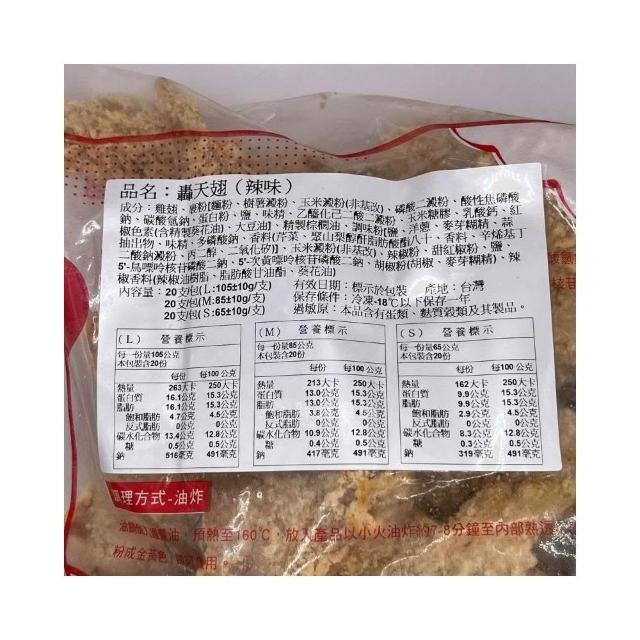 品名：轟天翅（辣味）
成分：雞翅、裹粉[麵粉、樹薯澱粉、玉米澱粉(非基改)、磷酸二澱粉、酸性焦磷酸
鈉、碳酸氫鈉、蛋白粉、鹽、味精、乙醯化己二酸二澱粉、玉米糖膠、乳酸鈣、紅
椒色素(含精製葵花油)、大豆油]、精製棕櫚油、調味粉[鹽、洋蔥、麥芽糊精、蒜
抽出物、味精、多磷酸鈉、香料(芹菜、聚山梨醇酐脂肪酸酯八十、香料、辛烯基丁
二酸鈉澱粉、丙二醇、二氧化矽)]、玉米澱粉(非基改)、辣椒粉、甜紅椒粉、鹽、
5'-鳥嘌呤核苷磷酸二鈉、5'-次黃嘌呤核苷磷酸二鈉、胡椒粉(胡椒、麥芽糊精)、辣
椒香料(辣椒油樹脂、脂肪酸甘油酯、葵花油)
內容量：20支/包(L:105±10g/支) 有效日期：標示於包裝 產地：台灣
20支/包(M:85±10g/支) 保存條件：冷凍-18℃以下保存一年
20支/包(S:65±10g/支) 過敏原：本品含有蛋類、麩質穀類及其製品。
(L) 營養標示
每一份量105公克
本包裝含20份
每份 每100公克
熱量 263大卡 250大卡
蛋白質 16.1公克 15.3公克
脂肪 16.1公克 15.3公克
飽和脂肪 4.7公克 4.5公克
反式脂肪 0公克 0公克
碳水化合物 13.4公克 12.8公克
糖 0.5公克 0.5公克
鈉 516毫克 491毫克
(M) 營養標示
每一份量85公克
本包裝含20份
每份 每100公克
熱量 213大卡 250大卡
蛋白質 13.0公克 15.3公克
脂肪 13.0公克 15.3公克
飽和脂肪 3.8公克 4.5公克
反式脂肪 0公克 0公克
碳水化合物 10.9公克 12.8公克
糖 0.4公克 0.5公克
鈉 417毫克 491毫克
(S) 營養標示
每一份量65公克
本包裝含20份
每份 每100公克
熱量 162大卡 250大卡
蛋白質 9.9公克 15.3公克
脂肪 9.9公克 15.3公克
飽和脂肪 2.9公克 4.5公克
反式脂肪 0公克 0公克
碳水化合物 8.3公克 12.8公克
糖 0.3公克 0.5公克
鈉 319毫克 491毫克
調理方式-油炸
油，預熱至160℃，放入產品以小火油炸約7-8分鐘至內部熟透
粉成金黃色 用。